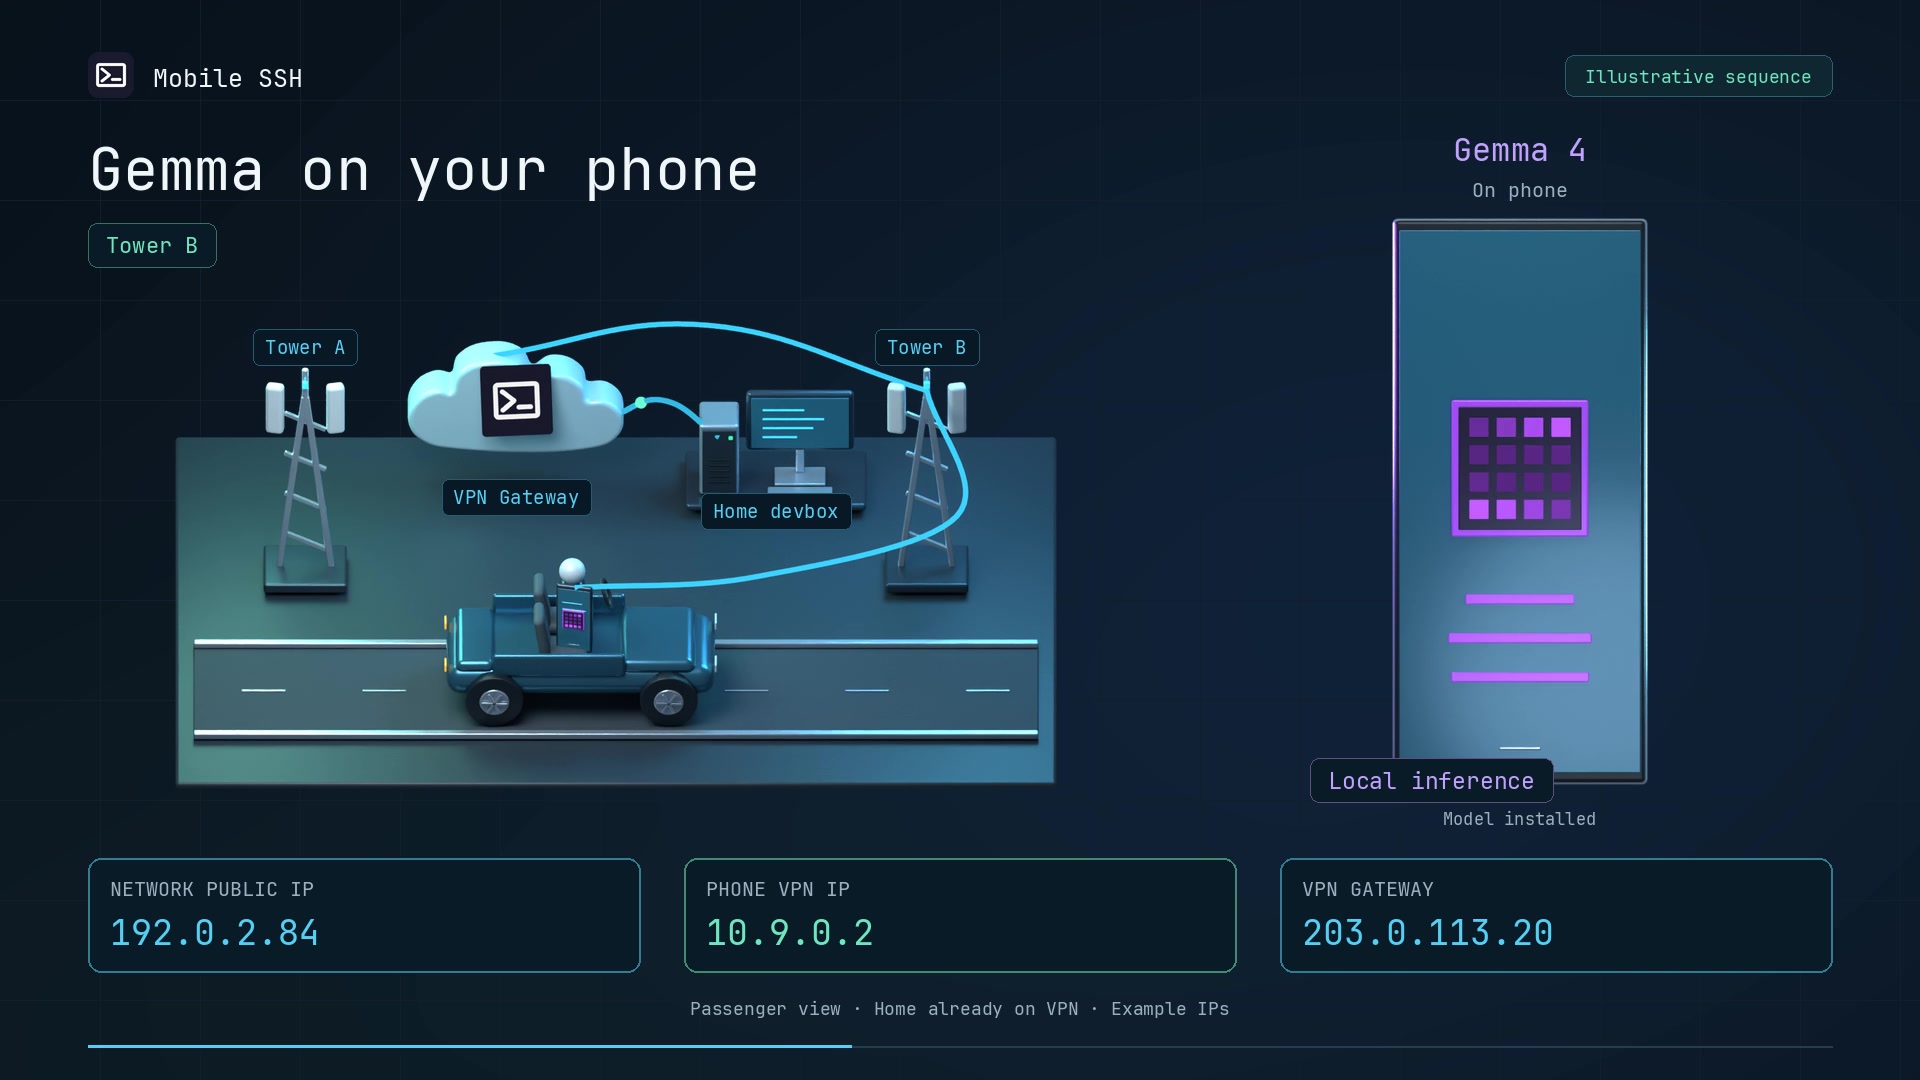 Mobile SSH
Illustrative sequence
Gemma on your phone
Tower B
Gemma 4
On phone
Tower A
Tower B
VPN Gateway
Home devbox
Local inference
Model installed
NETWORK PUBLIC IP
192.0.2.84
PHONE VPN IP
10.9.0.2
VPN GATEWAY
203.0.113.20
Passenger view · Home already on VPN · Example IPs